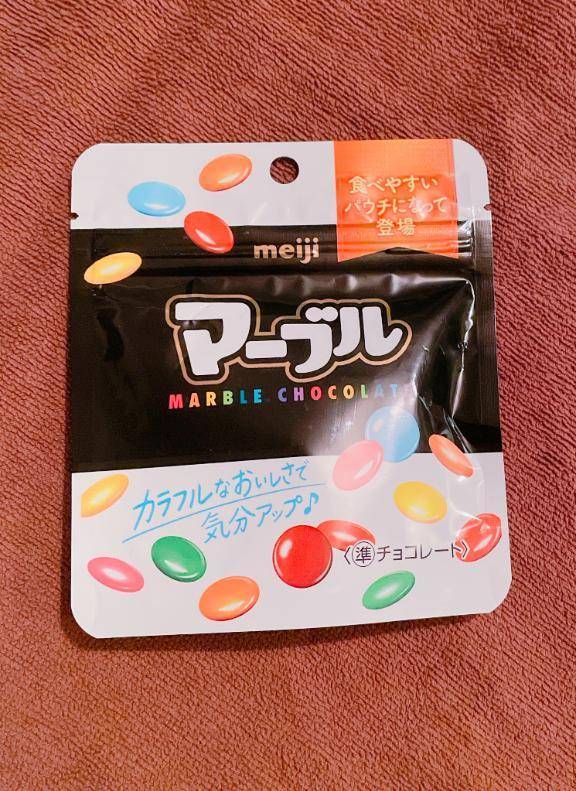 食べやすい
パウチになって
登場
meiji
マーブル
MARBLE CHOCOLATE
カラフルなおいしさで
気分アップ♪
〈準チョコレート〉